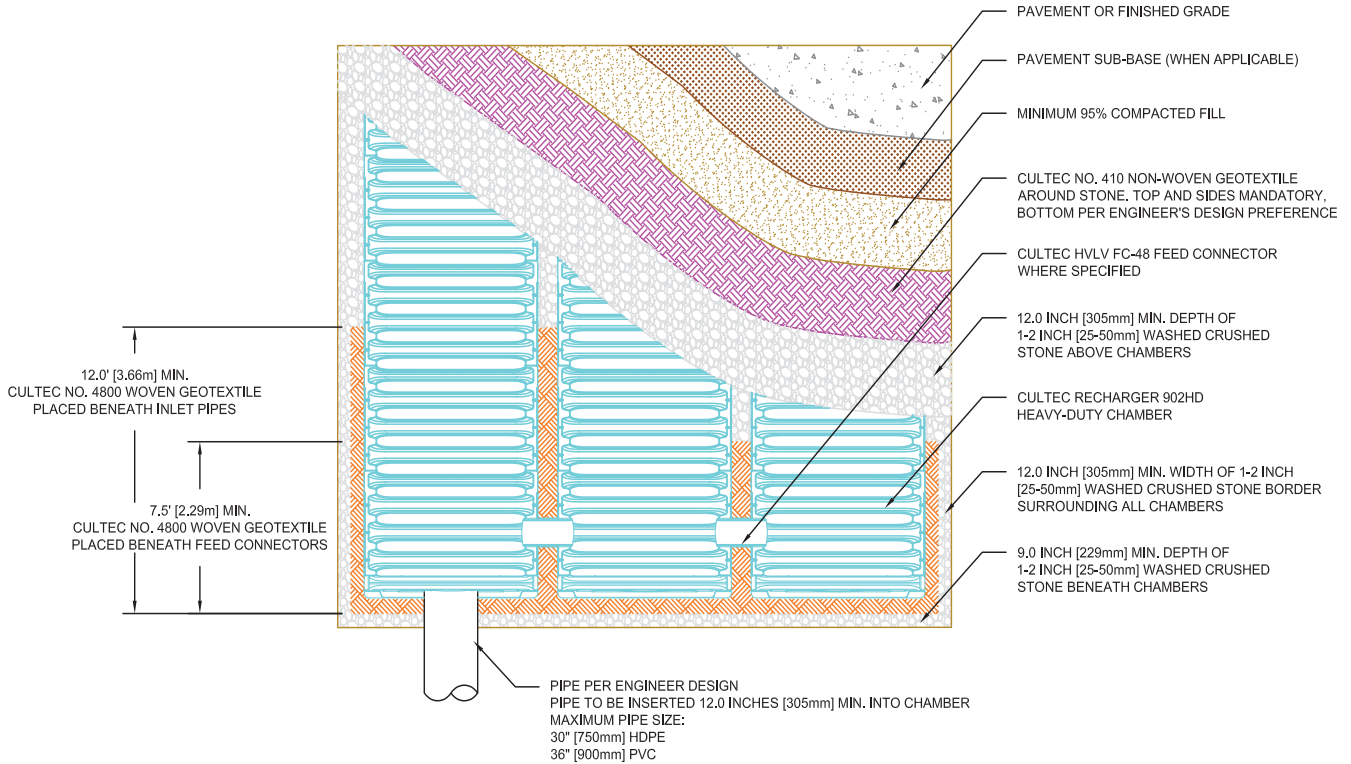 PAVEMENT OR FINISHED GRADE
PAVEMENT SUB-BASE (WHEN APPLICABLE)
MINIMUM 95% COMPACTED FILL
CULTEC NO. 410 NON-WOVEN GEOTEXTILE
AROUND STONE. TOP AND SIDES MANDATORY,
BOTTOM PER ENGINEER'S DESIGN PREFERENCE
CULTEC HVLV FC-48 FEED CONNECTOR
WHERE SPECIFIED
12.0 INCH [305mm] MIN. DEPTH OF
1-2 INCH [25-50mm] WASHED CRUSHED
STONE ABOVE CHAMBERS
CULTEC RECHARGER 902HD
HEAVY-DUTY CHAMBER
12.0 INCH [305mm] MIN. WIDTH OF 1-2 INCH
[25-50mm] WASHED CRUSHED STONE BORDER
SURROUNDING ALL CHAMBERS
9.0 INCH [229mm] MIN. DEPTH OF
1-2 INCH [25-50mm] WASHED CRUSHED
STONE BENEATH CHAMBERS
12.0' [3.66m] MIN.
CULTEC NO. 4800 WOVEN GEOTEXTILE
PLACED BENEATH INLET PIPES
7.5' [2.29m] MIN.
CULTEC NO. 4800 WOVEN GEOTEXTILE
PLACED BENEATH FEED CONNECTORS
PIPE PER ENGINEER DESIGN
PIPE TO BE INSERTED 12.0 INCHES [305mm] MIN. INTO CHAMBER
MAXIMUM PIPE SIZE:
30" [750mm] HDPE
36" [900mm] PVC